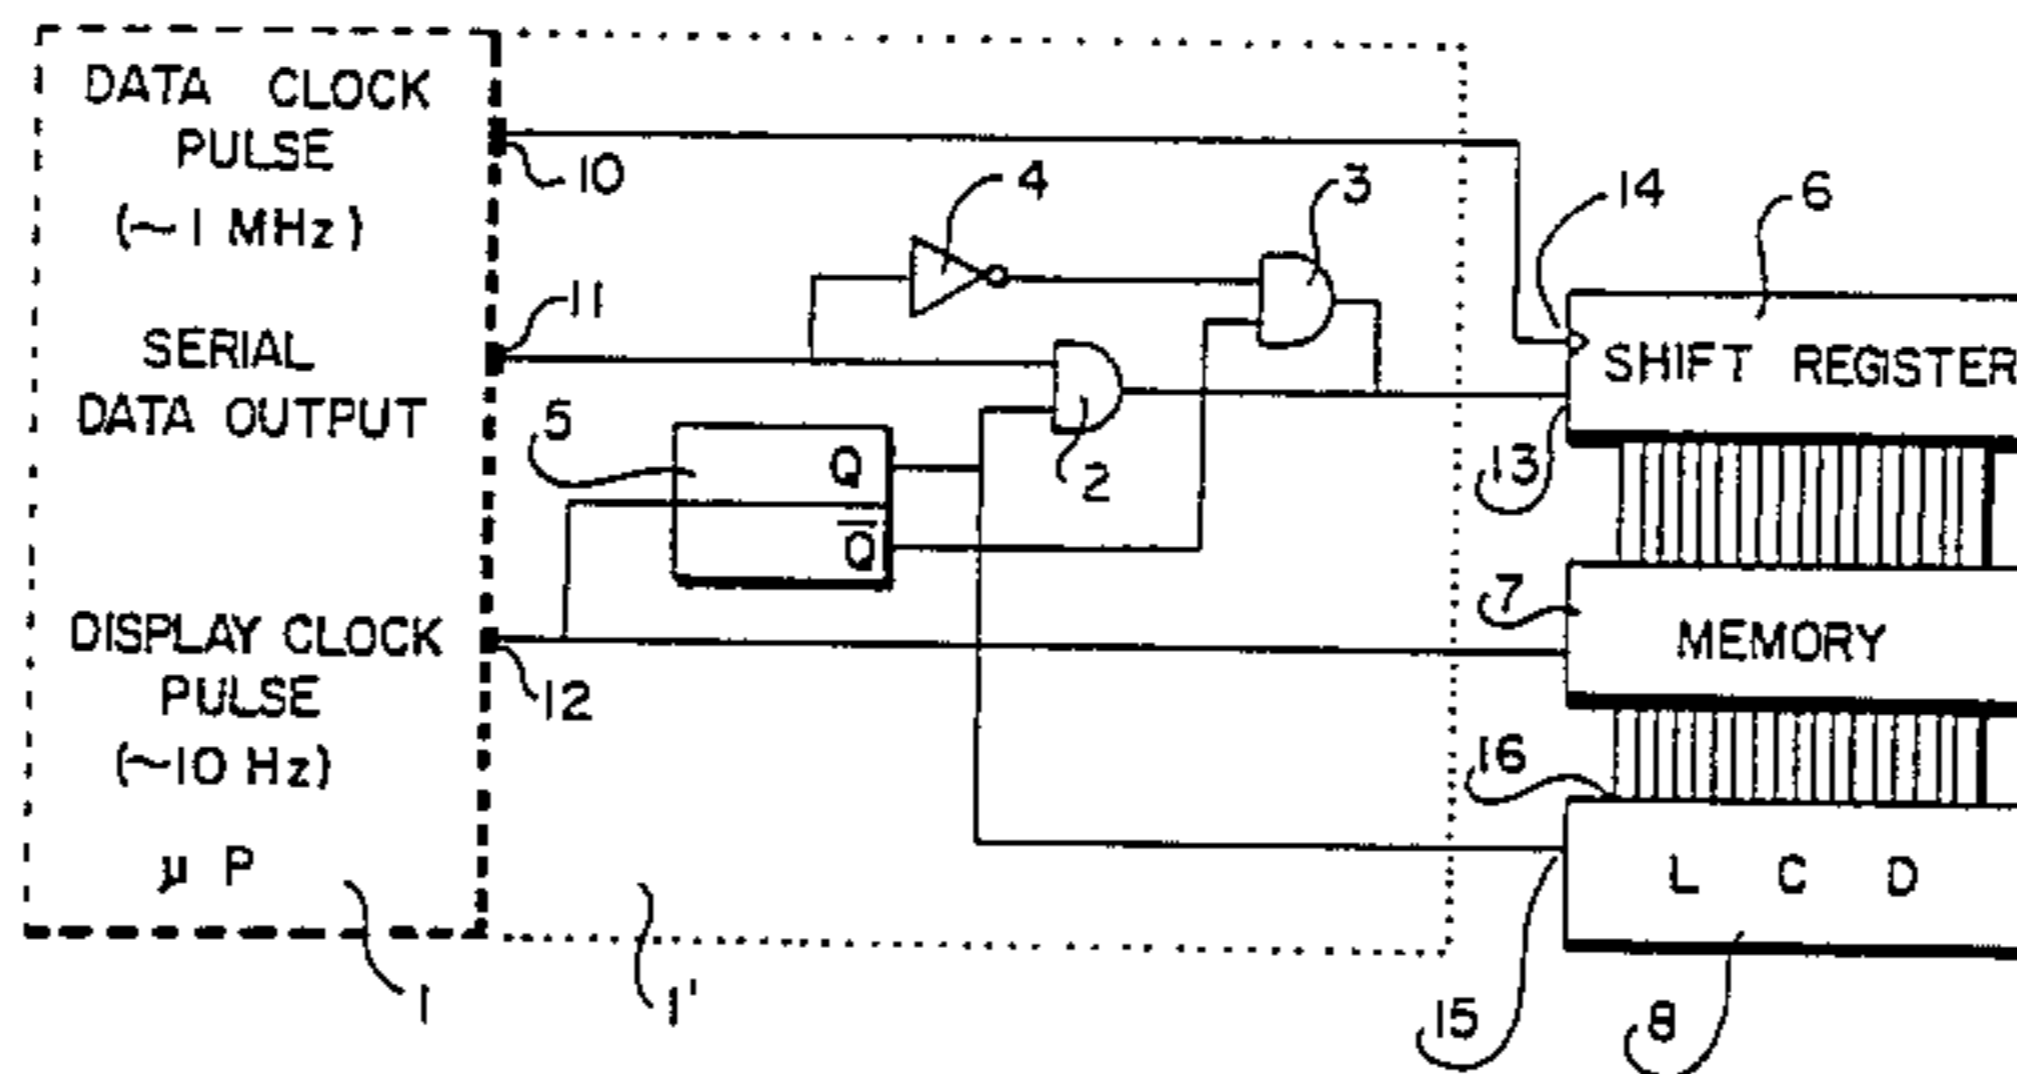 DATA CLOCK
PULSE
(~1 MHz)
10
4
3
14
6
11
SERIAL
DATA OUTPUT
SHIFT REGISTER
5
Q
2
13
Q̅
7
MEMORY
DISPLAY CLOCK
PULSE
(~10 Hz)
12
16
μ P
L C D
1
1'
15
8